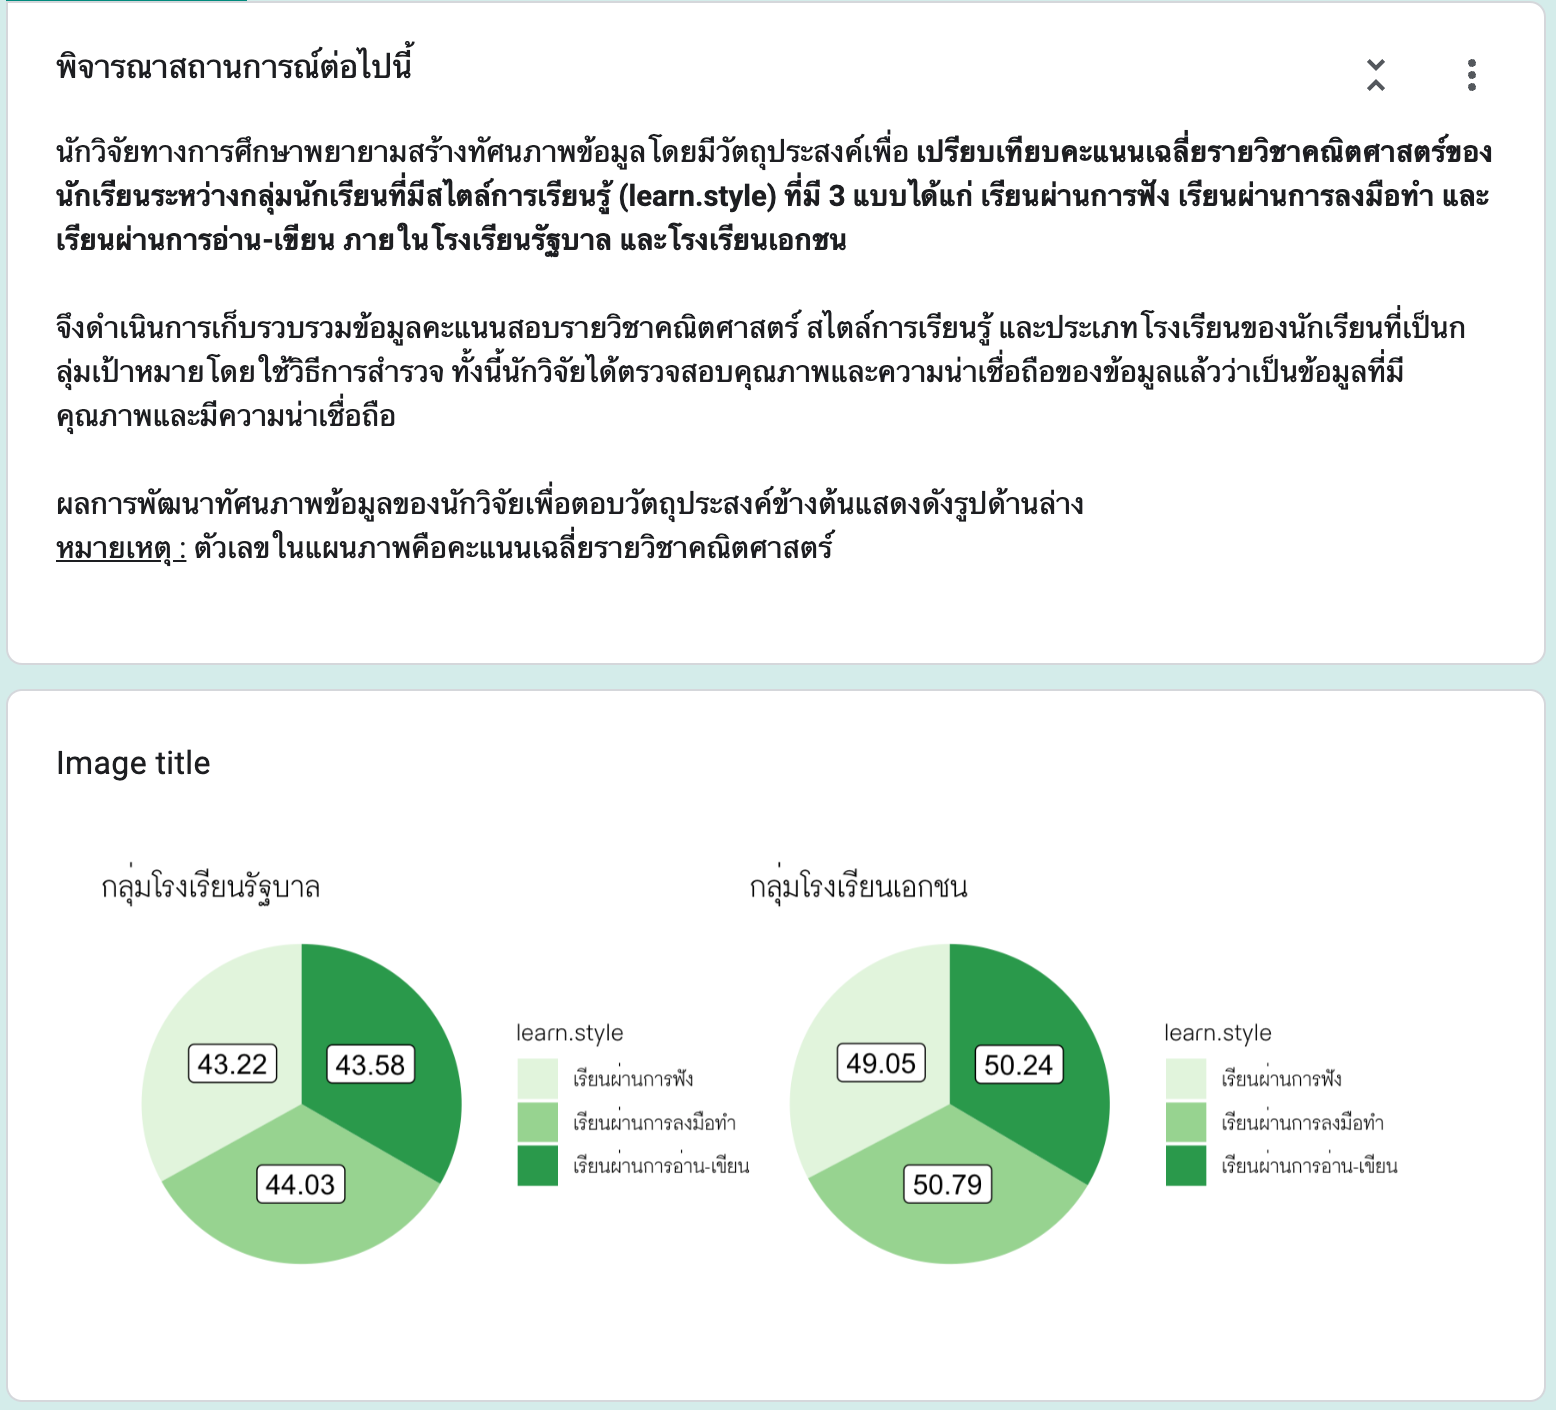 พิจารณาสถานการณ์ต่อไปนี้
นักวิจัยทางการศึกษาพยายามสร้างทัศนภาพข้อมูลโดยมีวัตถุประสงค์เพื่อ เปรียบเทียบคะแนนเฉลี่ยรายวิชาคณิตศาสตร์ของ
นักเรียนระหว่างกลุ่มนักเรียนที่มีสไตล์การเรียนรู้ (learn.style) ที่มี 3 แบบได้แก่ เรียนผ่านการฟัง เรียนผ่านการลงมือทำ และ
เรียนผ่านการอ่าน-เขียน ภายในโรงเรียนรัฐบาล และโรงเรียนเอกชน
จึงดำเนินการเก็บรวบรวมข้อมูลคะแนนสอบรายวิชาคณิตศาสตร์ สไตล์การเรียนรู้ และประเภทโรงเรียนของนักเรียนที่เป็นก
ลุ่มเป้าหมายโดยใช้วิธีการสำรวจ ทั้งนี้นักวิจัยได้ตรวจสอบคุณภาพและความน่าเชื่อถือของข้อมูลแล้วว่าเป็นข้อมูลที่มี
คุณภาพและมีความน่าเชื่อถือ
ผลการพัฒนาทัศนภาพข้อมูลของนักวิจัยเพื่อตอบวัตถุประสงค์ข้างต้นแสดงดังรูปด้านล่าง
หมายเหตุ : ตัวเลขในแผนภาพคือคะแนนเฉลี่ยรายวิชาคณิตศาสตร์
Image title
กลุ่มโรงเรียนรัฐบาล
43.22
43.58
44.03
learn.style
เรียนผ่านการฟัง
เรียนผ่านการลงมือทำ
เรียนผ่านการอ่าน-เขียน
กลุ่มโรงเรียนเอกชน
49.05
50.24
50.79
learn.style
เรียนผ่านการฟัง
เรียนผ่านการลงมือทำ
เรียนผ่านการอ่าน-เขียน